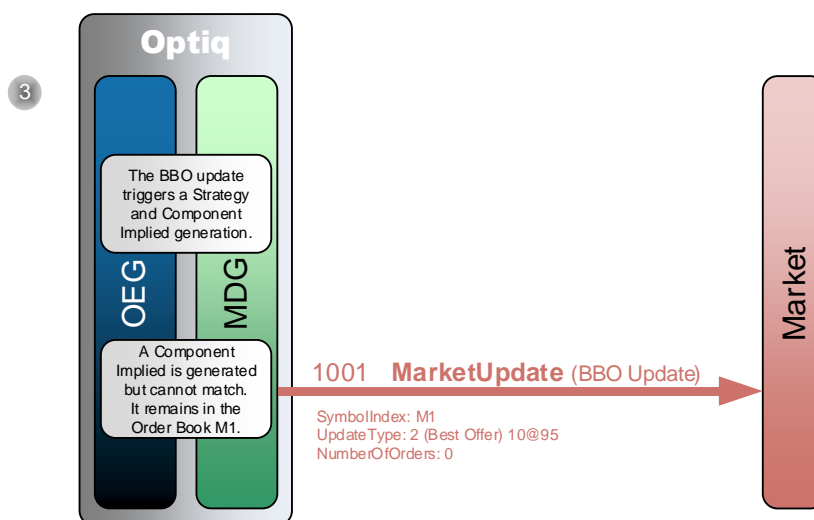 Optiq
3
The BBO update
triggers a Strategy
and Component
Implied generation.
OEG
MDG
Market
A Component
Implied is generated
but cannot match.
It remains in the
Order Book M1.
1001 MarketUpdate (BBO Update)
SymbolIndex: M1
UpdateType: 2 (Best Offer) 10@95
NumberOfOrders: 0